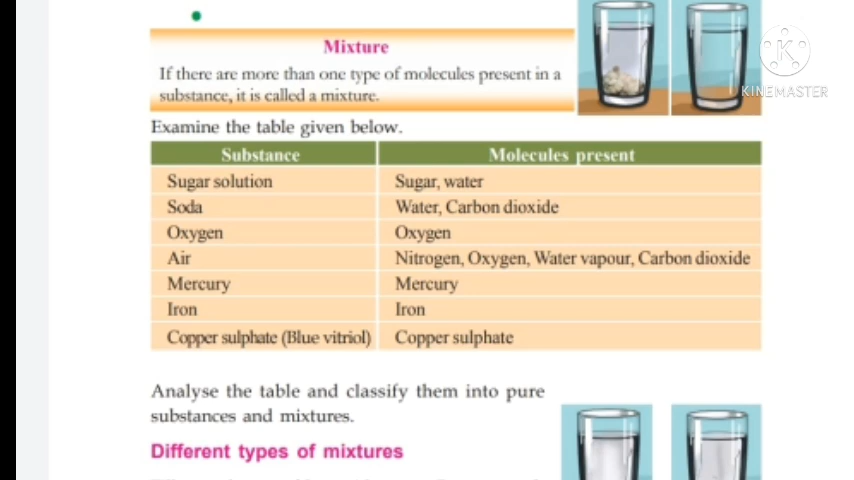 Mixture
If there are more than one type of molecules present in a
substance, it is called a mixture.
K
KINEMASTER
Examine the table given below.
Substance Molecules present
Sugar solution Sugar, water
Soda Water, Carbon dioxide
Oxygen Oxygen
Air Nitrogen, Oxygen, Water vapour, Carbon dioxide
Mercury Mercury
Iron Iron
Copper sulphate (Blue vitriol) Copper sulphate
Analyse the table and classify them into pure
substances and mixtures.
Different types of mixtures